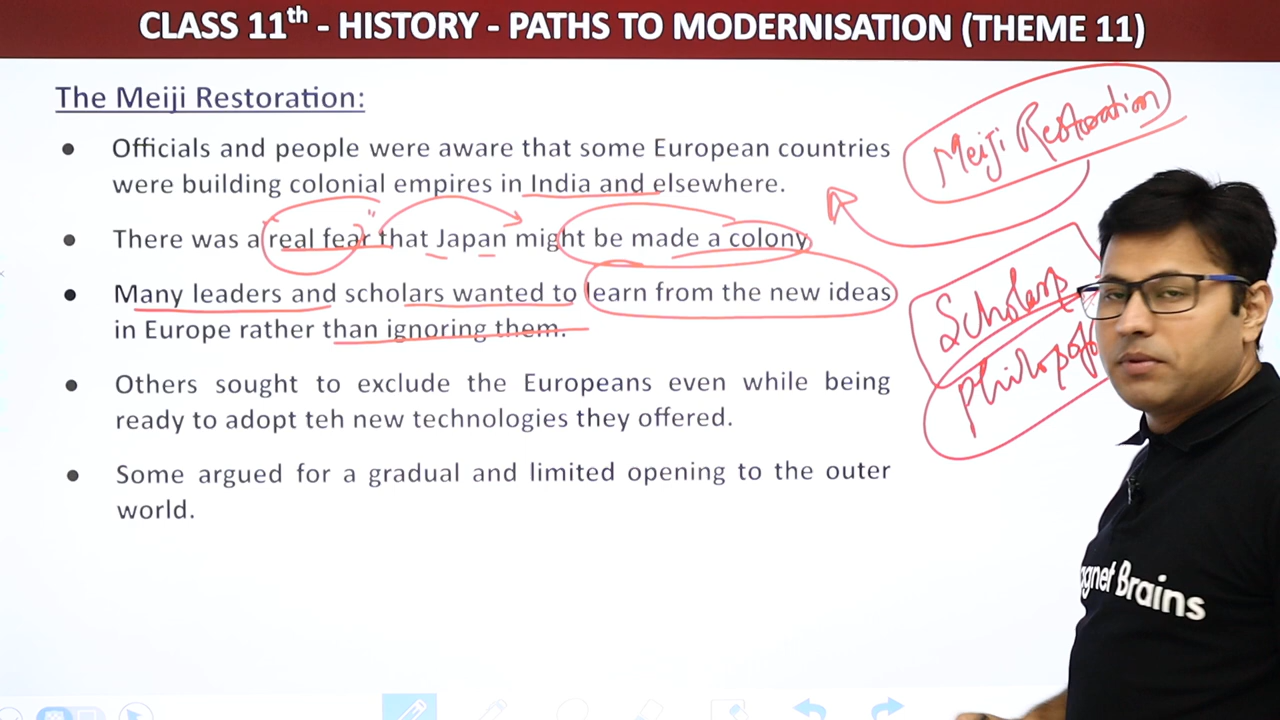 CLASS 11th - HISTORY - PATHS TO MODERNISATION (THEME 11)
The Meiji Restoration:
• Officials and people were aware that some European countries
were building colonial empires in India and elsewhere.
• There was a real fear that Japan might be made a colony
• Many leaders and scholars wanted to learn from the new ideas
in Europe rather than ignoring them.
• Others sought to exclude the Europeans even while being
ready to adopt teh new technologies they offered.
• Some argued for a gradual and limited opening to the outer
world.
Meiji Restoration
Scholars
agnet Brains